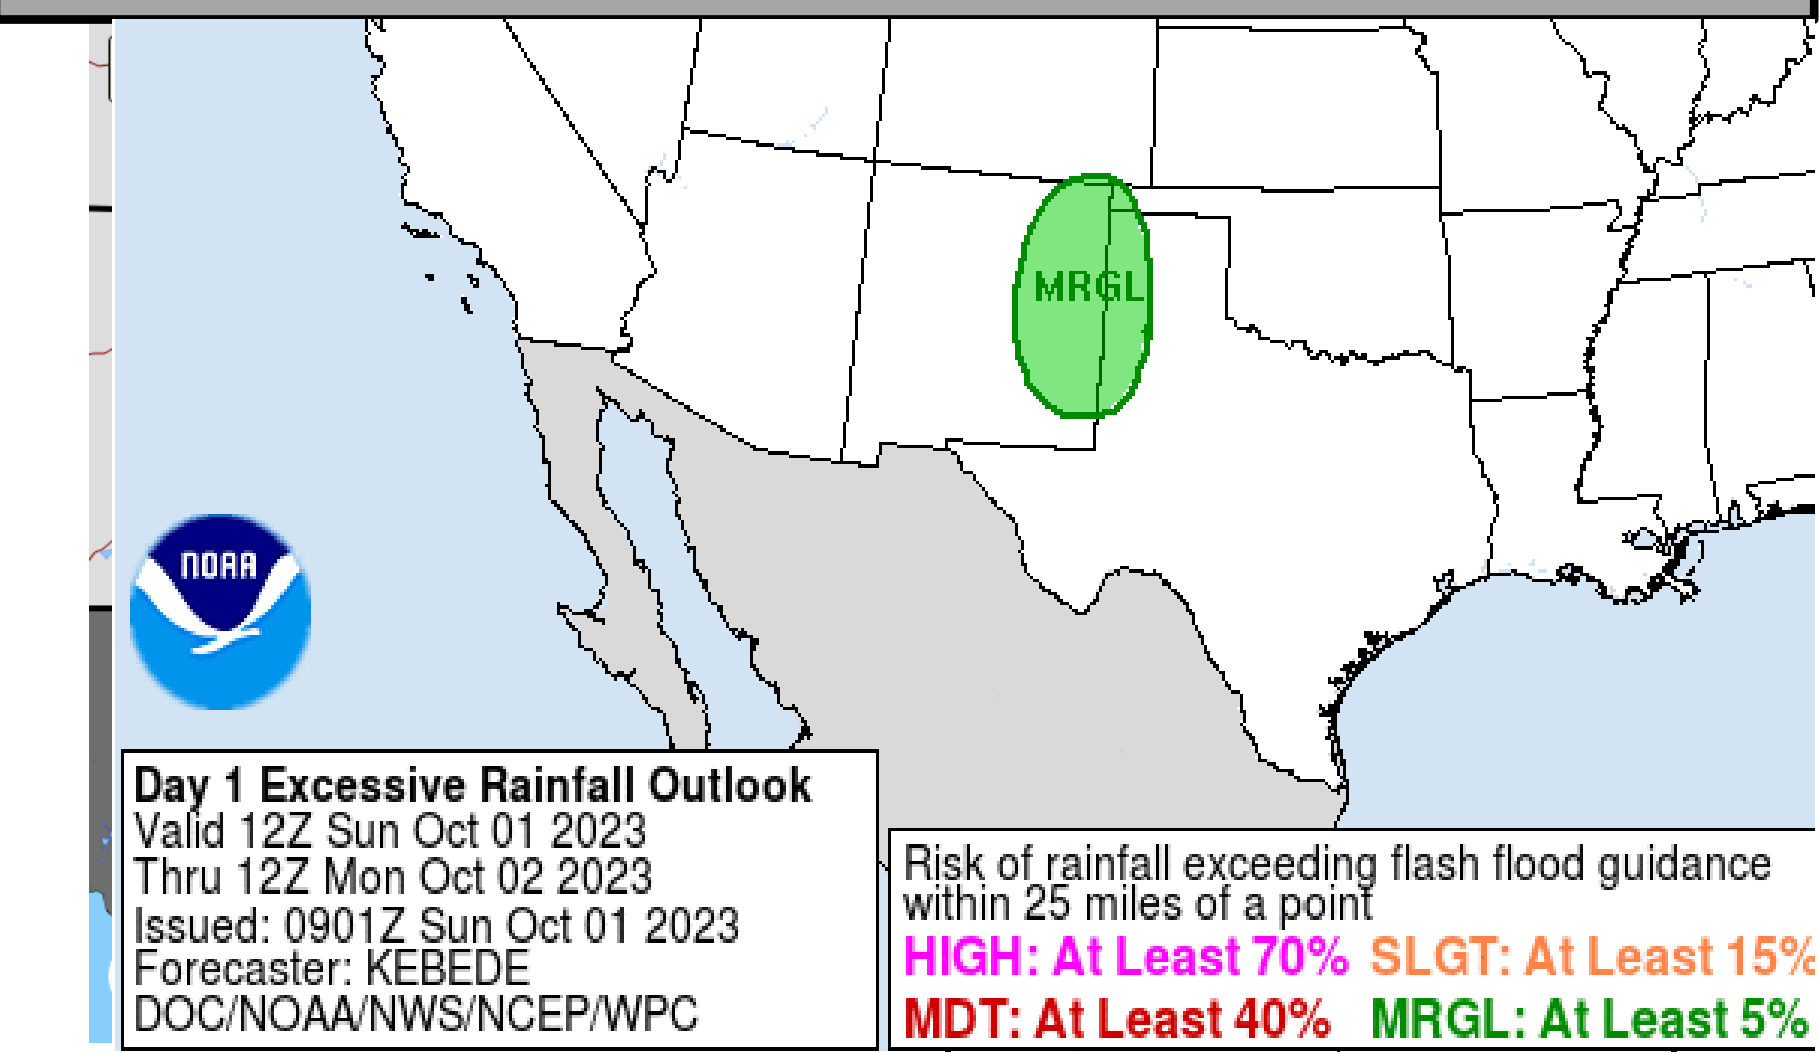 MRGL
NOAA
Day 1 Excessive Rainfall Outlook
Valid 12Z Sun Oct 01 2023
Thru 12Z Mon Oct 02 2023
Issued: 0901Z Sun Oct 01 2023
Forecaster: KEBEDE
DOC/NOAA/NWS/NCEP/WPC
Risk of rainfall exceeding flash flood guidance
within 25 miles of a point
HIGH: At Least 70% SLGT: At Least 15%
MDT: At Least 40% MRGL: At Least 5%